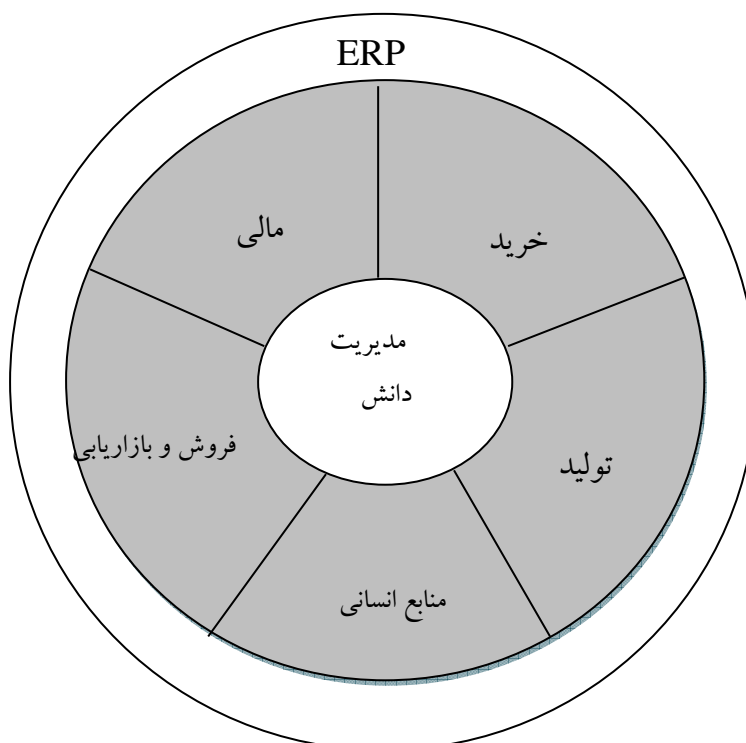 ERP
مالی
خرید
مدیریت
دانش
فروش و بازاریابی
تولید
منابع انسانی